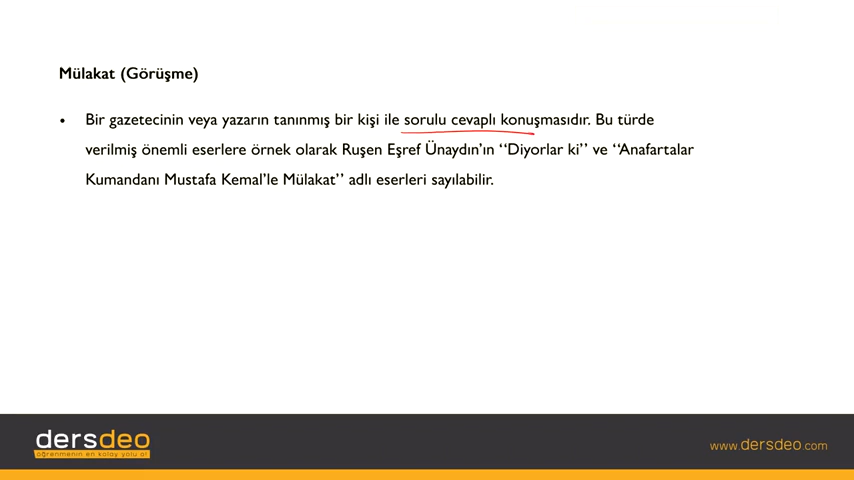 Mülakat (Görüşme)
• Bir gazetecinin veya yazarın tanınmış bir kişi ile sorulu cevaplı konuşmasıdır. Bu türde
verilmiş önemli eserlere örnek olarak Ruşen Eşref Ünaydın’ın ‘‘Diyorlar ki’’ ve ‘‘Anafartalar
Kumandanı Mustafa Kemal’le Mülakat’’ adlı eserleri sayılabilir.
dersdeo
öğrenmenin en kolay yolu o!
www.dersdeo.com